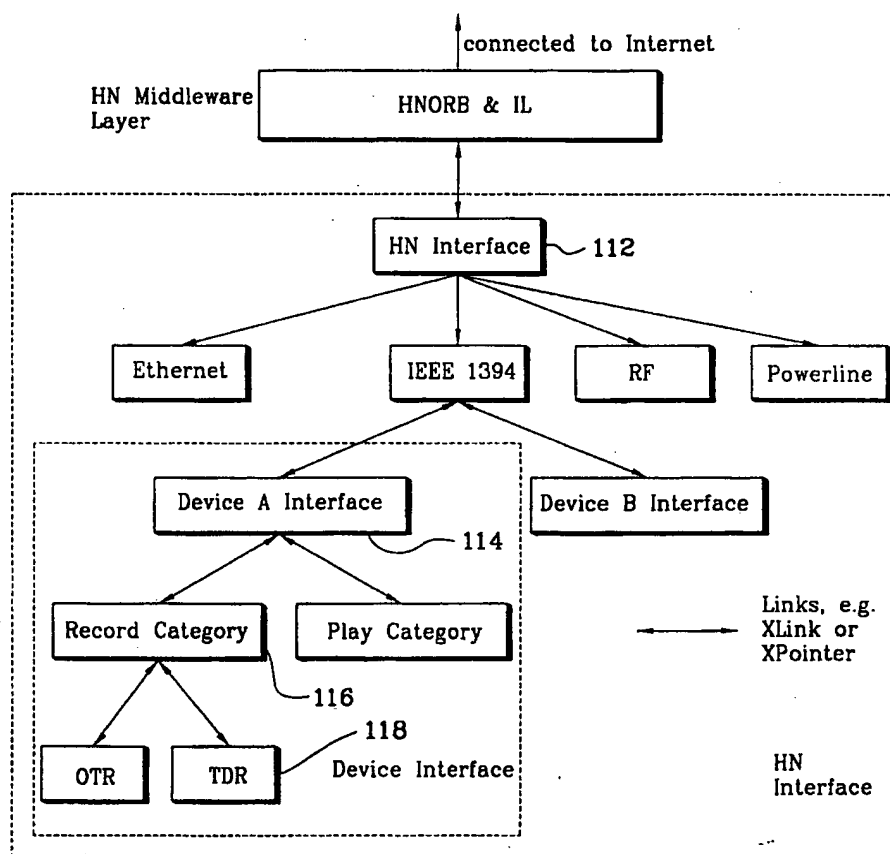 connected to Internet
HN Middleware
Layer
HNORB & IL
HN Interface
112
Ethernet
IEEE 1394
RF
Powerline
Device A Interface
Device B Interface
114
Record Category
Play Category
Links, e.g.
XLink or
XPointer
116
118
OTR
TDR
Device Interface
HN
Interface